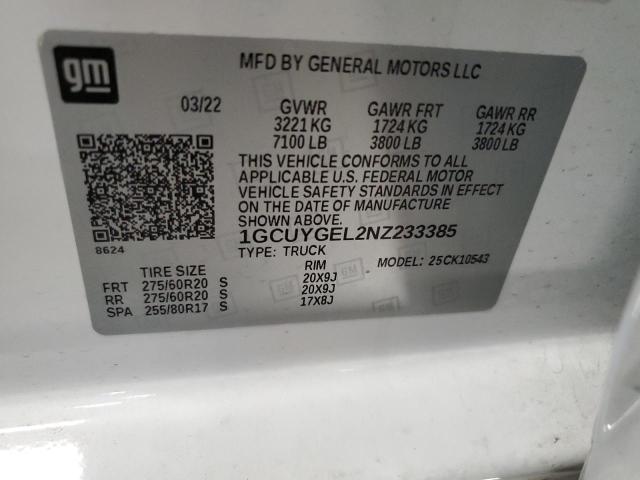 gm
MFD BY GENERAL MOTORS LLC
03/22 GVWR GAWR FRT GAWR RR
3221 KG 1724 KG 1724 KG
7100 LB 3800 LB 3800 LB
THIS VEHICLE CONFORMS TO ALL
APPLICABLE U.S. FEDERAL MOTOR
VEHICLE SAFETY STANDARDS IN EFFECT
ON THE DATE OF MANUFACTURE
SHOWN ABOVE.
1GCUYGEL2NZ233385
8624
TYPE: TRUCK MODEL: 25CK10543
TIRE SIZE RIM
FRT 275/60R20 S 20X9J
RR 275/60R20 S 20X9J
SPA 255/80R17 S 17X8J